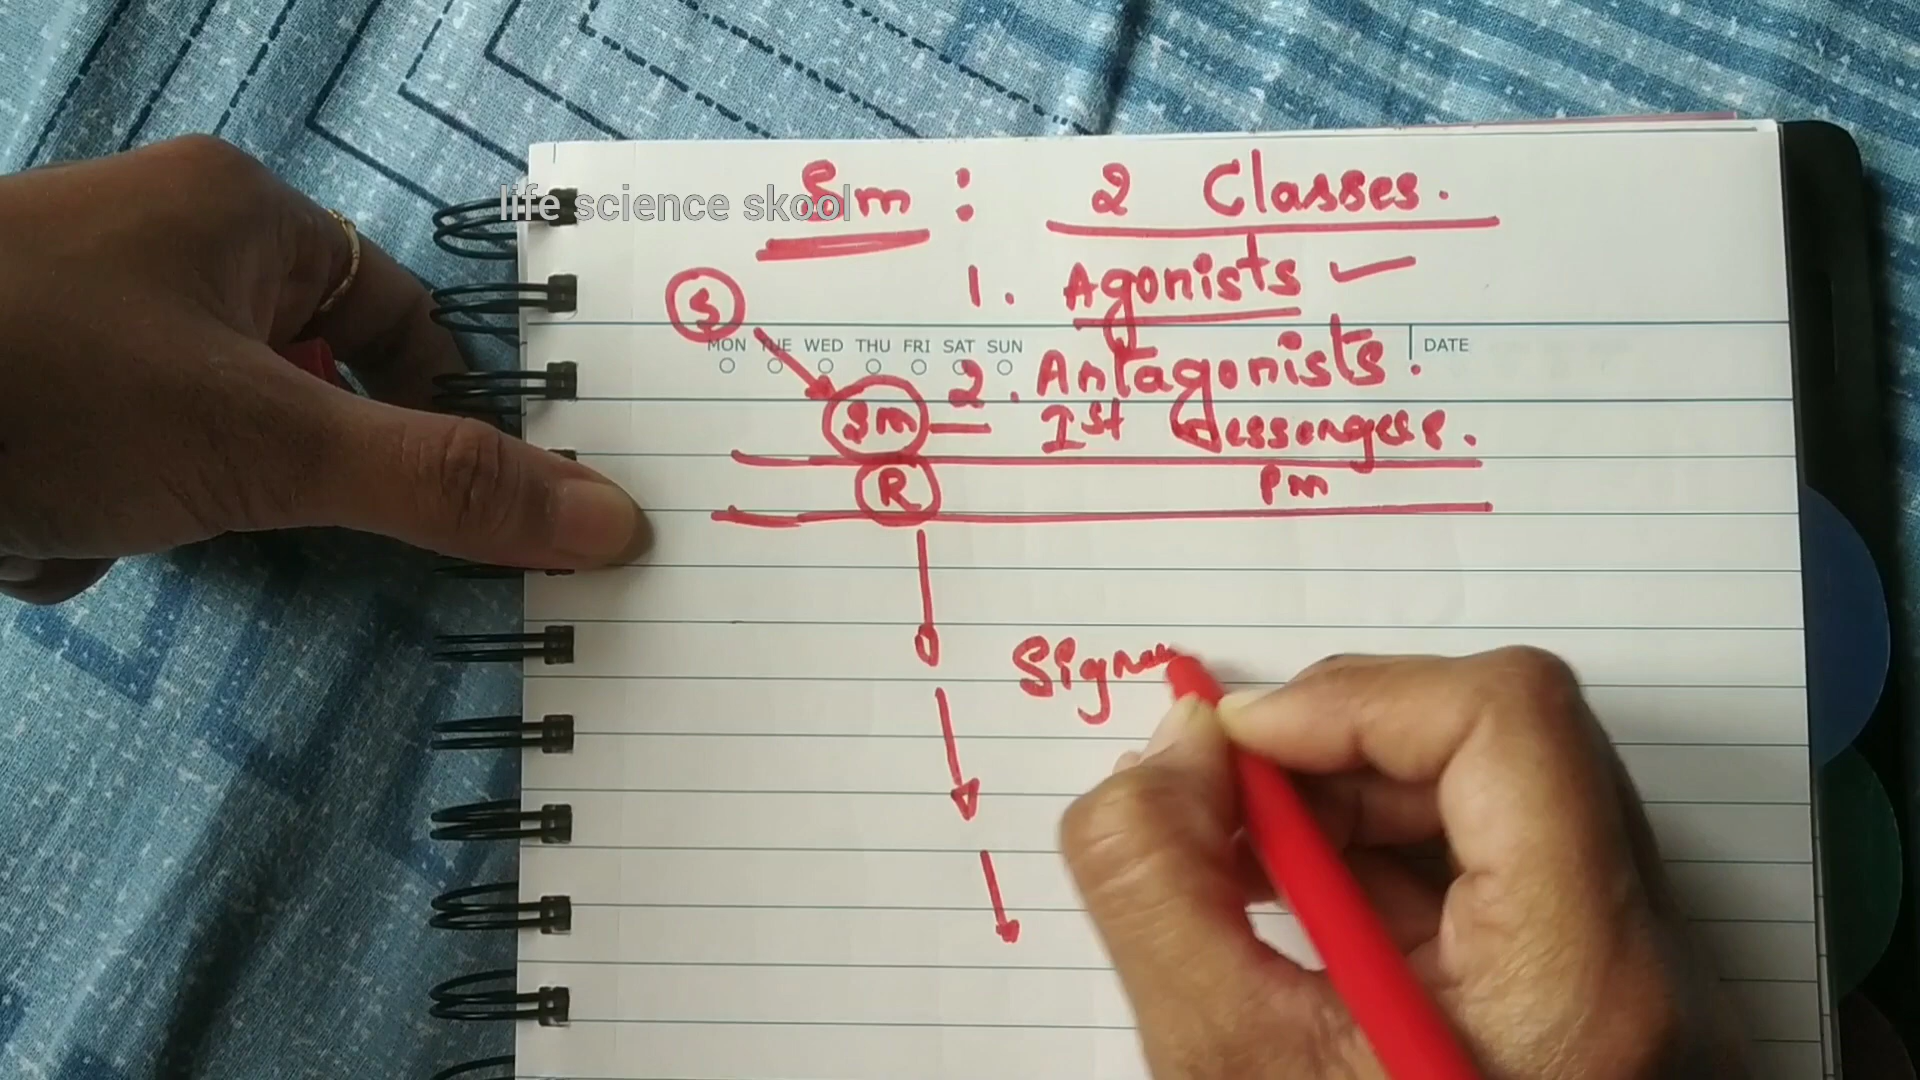 life science skool
Sm : 2 Classes.
1. Agonists
S
MON TUE WED THU FRI SAT SUN DATE
2. Antagonists.
Sm 1st Messengers.
R Pm